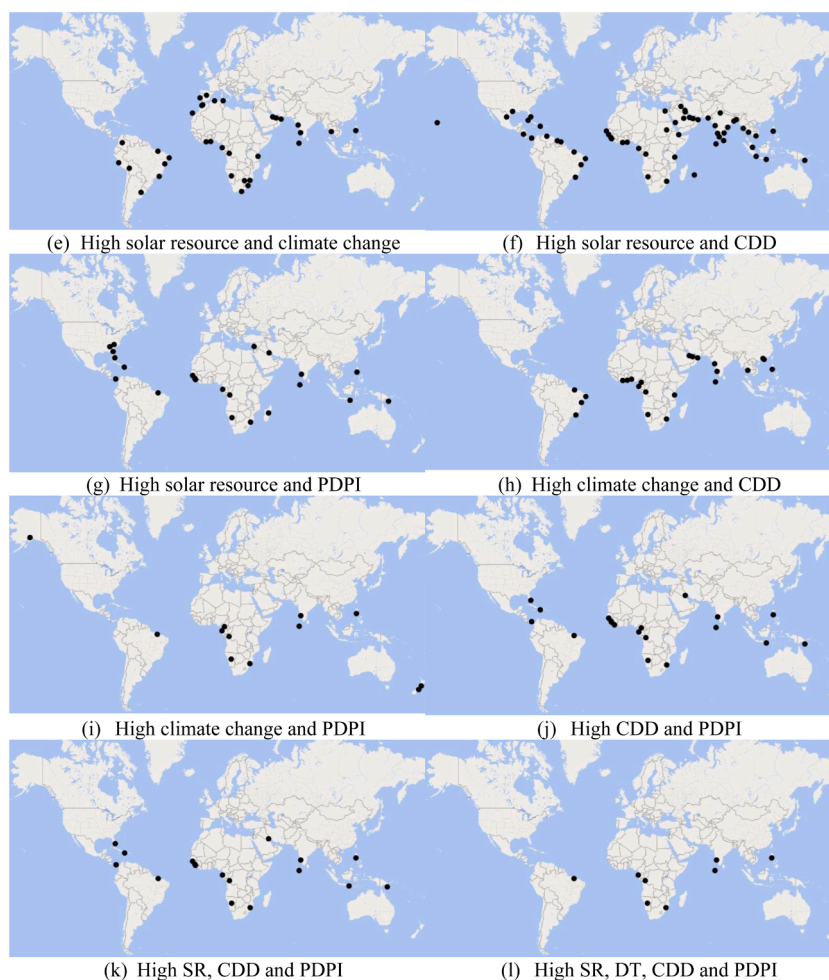 (e) High solar resource and climate change
(f) High solar resource and CDD
(g) High solar resource and PDPI
(h) High climate change and CDD
(i) High climate change and PDPI
(j) High CDD and PDPI
(k) High SR, CDD and PDPI
(l) High SR, DT, CDD and PDPI